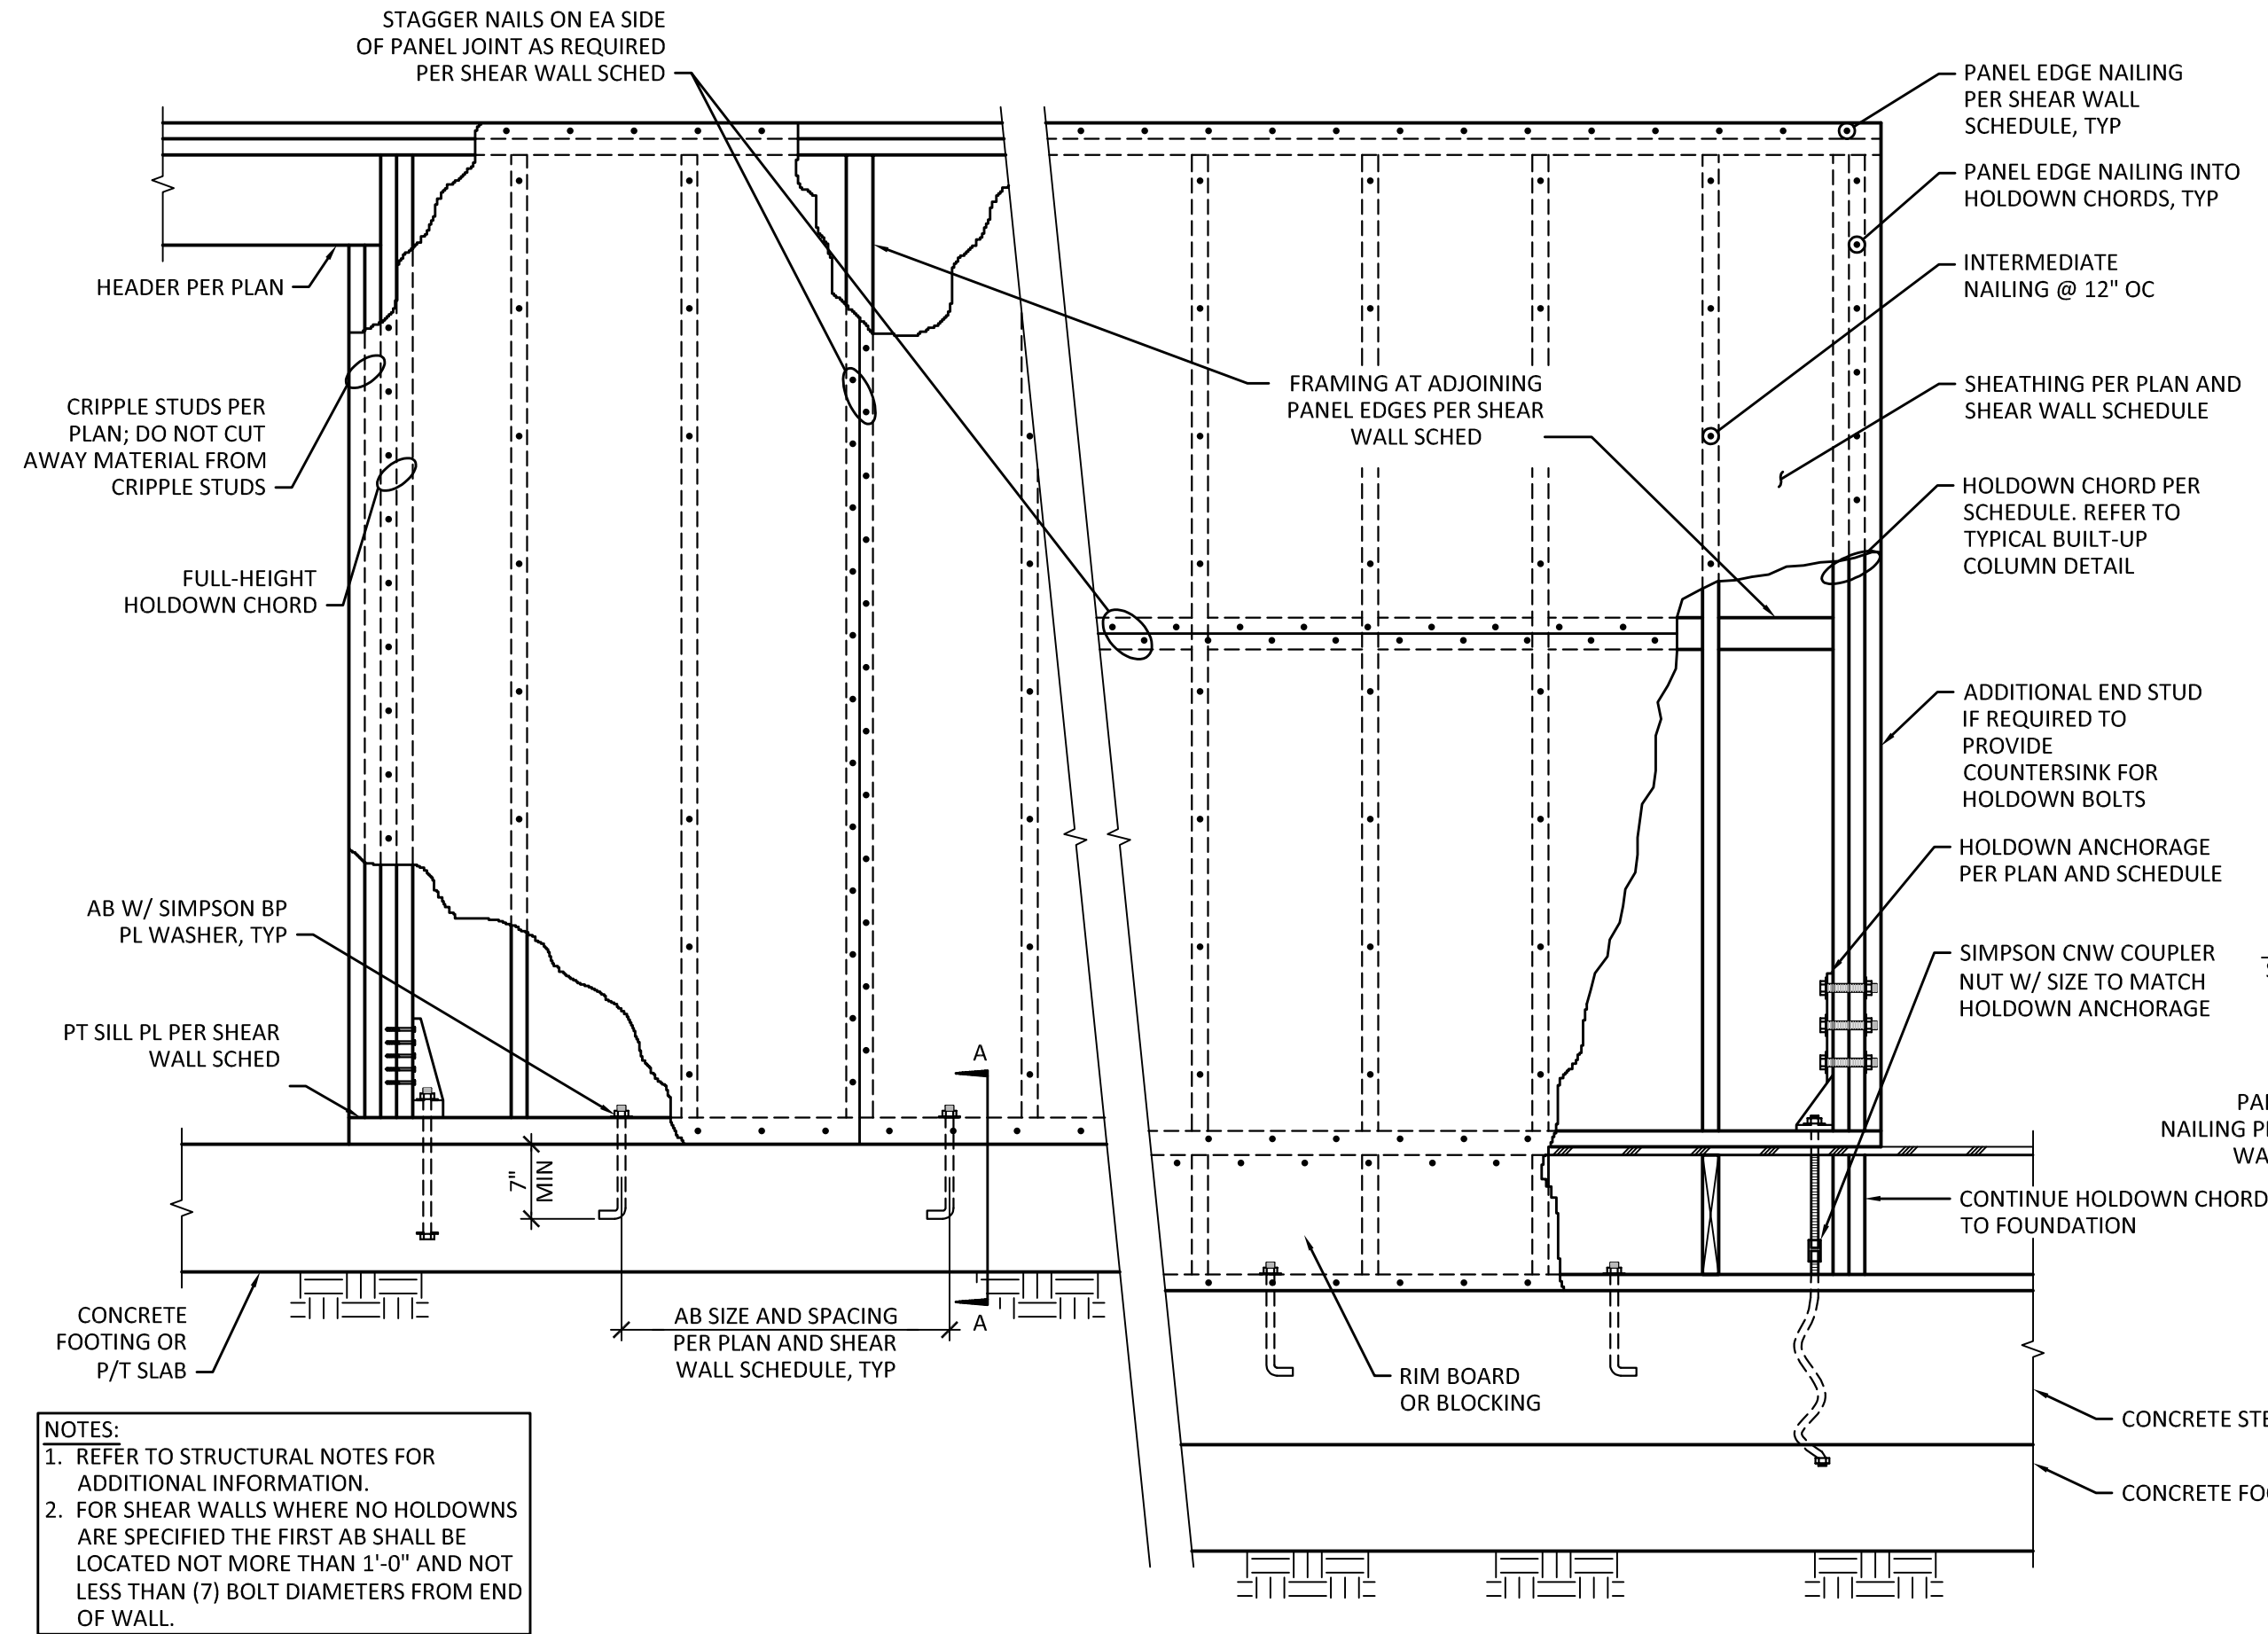 STAGGER NAILS ON EA SIDE
OF PANEL JOINT AS REQUIRED
PER SHEAR WALL SCHED
PANEL EDGE NAILING
PER SHEAR WALL
SCHEDULE, TYP
PANEL EDGE NAILING INTO
HOLDOWN CHORDS, TYP
INTERMEDIATE
NAILING @ 12" OC
HEADER PER PLAN
FRAMING AT ADJOINING
PANEL EDGES PER SHEAR
WALL SCHED
SHEATHING PER PLAN AND
SHEAR WALL SCHEDULE
CRIPPLE STUDS PER
PLAN; DO NOT CUT
AWAY MATERIAL FROM
CRIPPLE STUDS
HOLDOWN CHORD PER
SCHEDULE. REFER TO
TYPICAL BUILT-UP
COLUMN DETAIL
FULL-HEIGHT
HOLDOWN CHORD
ADDITIONAL END STUD
IF REQUIRED TO
PROVIDE
COUNTERSINK FOR
HOLDOWN BOLTS
HOLDOWN ANCHORAGE
PER PLAN AND SCHEDULE
AB W/ SIMPSON BP
PL WASHER, TYP
SIMPSON CNW COUPLER
NUT W/ SIZE TO MATCH
HOLDOWN ANCHORAGE
PT SILL PL PER SHEAR
WALL SCHED
A
7"
MIN
PA
NAILING P
WA
CONTINUE HOLDOWN CHORD
TO FOUNDATION
CONCRETE
FOOTING OR
P/T SLAB
AB SIZE AND SPACING
PER PLAN AND SHEAR
WALL SCHEDULE, TYP
A
RIM BOARD
OR BLOCKING
CONCRETE STE
CONCRETE FO
NOTES:
1. REFER TO STRUCTURAL NOTES FOR
ADDITIONAL INFORMATION.
2. FOR SHEAR WALLS WHERE NO HOLDOWNS
ARE SPECIFIED THE FIRST AB SHALL BE
LOCATED NOT MORE THAN 1'-0" AND NOT
LESS THAN (7) BOLT DIAMETERS FROM END
OF WALL.